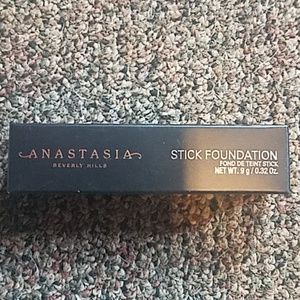 ANASTASIA
BEVERLY HILLS
STICK FOUNDATION
FOND DE TEINT STICK
NET WT. 9 g / 0.32 Oz.